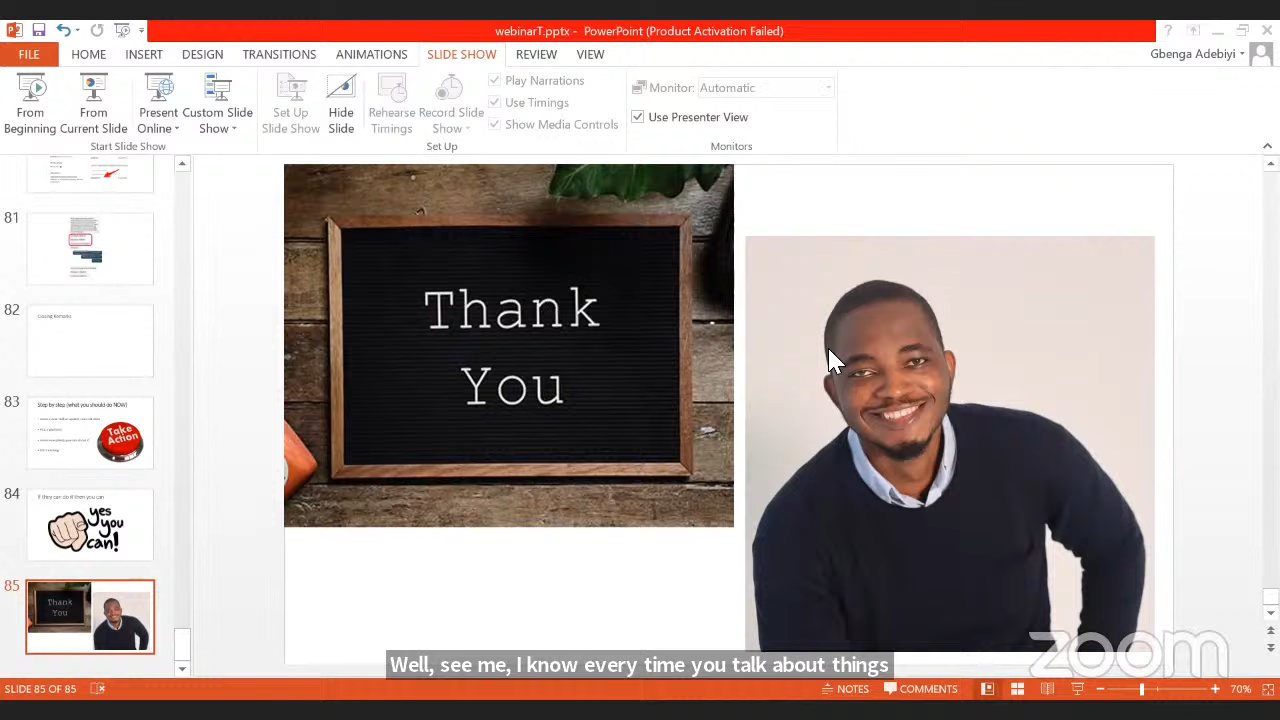 webinarT.pptx - PowerPoint (Product Activation Failed)
FILE HOME INSERT DESIGN TRANSITIONS ANIMATIONS SLIDE SHOW REVIEW VIEW
Gbenga Adebiyi
From Beginning
From Current Slide
Present Online
Custom Slide Show
Start Slide Show
Set Up Slide Show
Hide Slide
Rehearse Timings
Record Slide Show
Play Narrations
Use Timings
Show Media Controls
Set Up
Monitor: Automatic
Use Presenter View
Monitors
81
82
Closing Remarks
83
Step by step (what you should do NOW)
Take
Action
84
If they can do it then you can
yes
you
can!
85
Thank
You
Thank
You
zoom
Well, see me, I know every time you talk about things
SLIDE 85 OF 85
NOTES
COMMENTS
70%